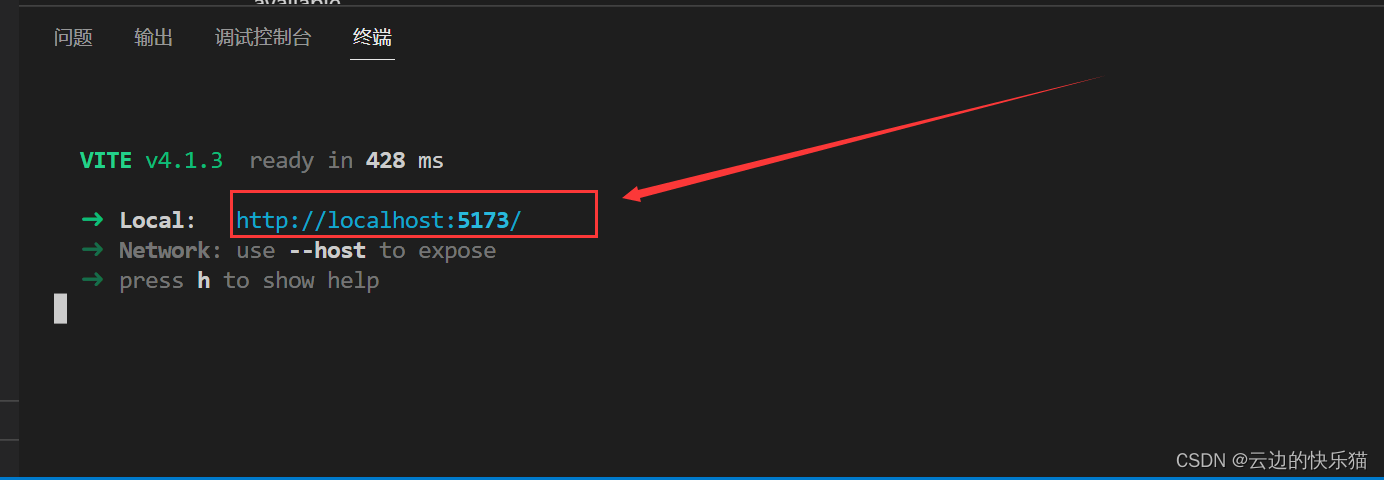 available
问题 输出 调试控制台 终端
VITE v4.1.3 ready in 428 ms
➜ Local: http://localhost:5173/
➜ Network: use --host to expose
➜ press h to show help
CSDN @云边的快乐猫